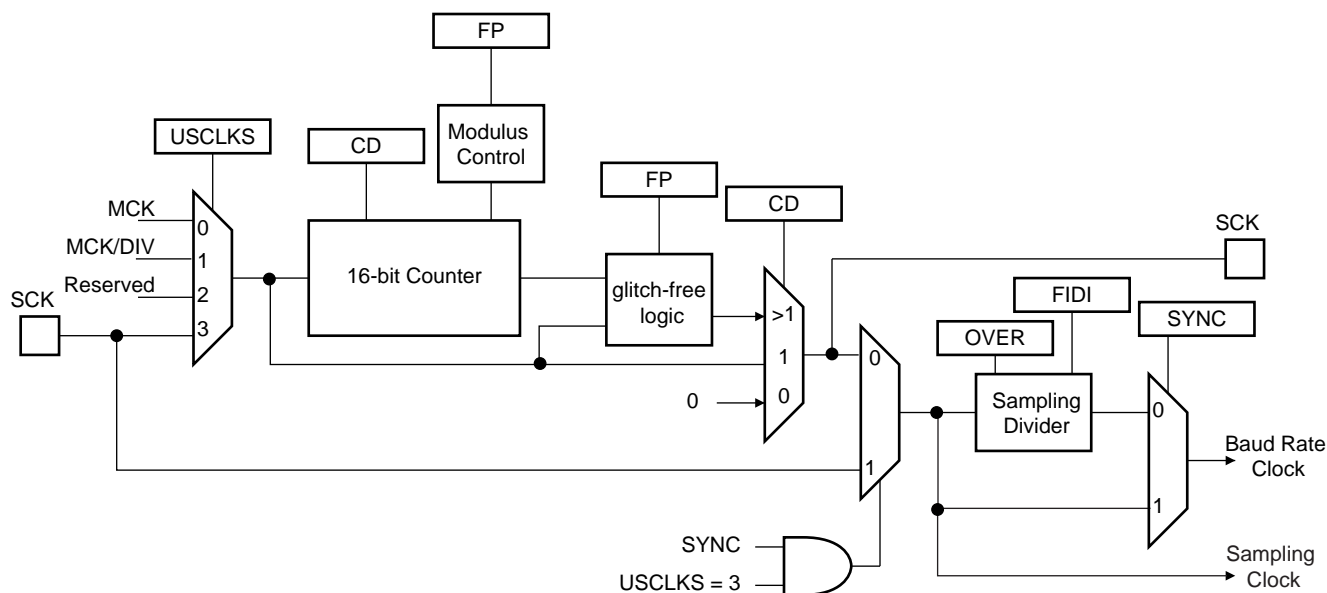 FP
USCLKS
CD
Modulus
Control
FP
CD
MCK
0
MCK/DIV
1
Reserved
2
SCK
3
16-bit Counter
glitch-free
logic
>1
1
0
0
SCK
FIDI
OVER
SYNC
0
1
Sampling
Divider
0
1
Baud Rate
Clock
SYNC
USCLKS = 3
Sampling
Clock